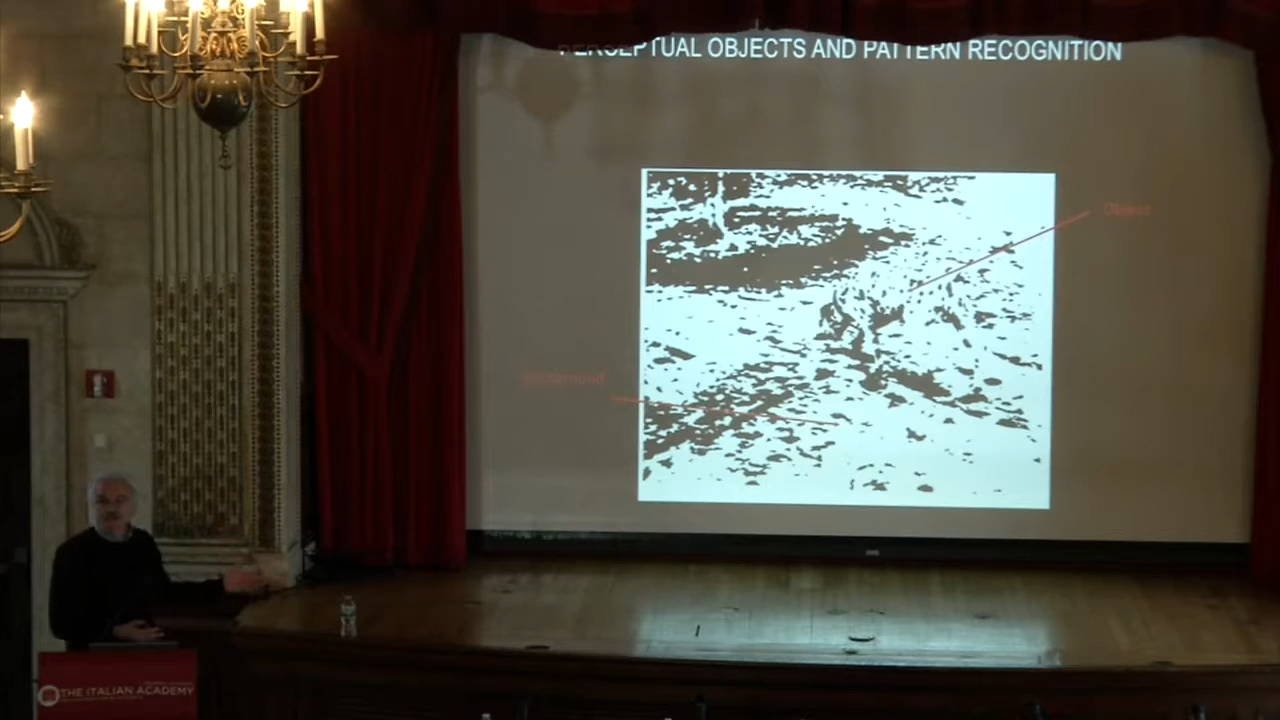 PERCEPTUAL OBJECTS AND PATTERN RECOGNITION
Object
Background
THE ITALIAN ACADEMY